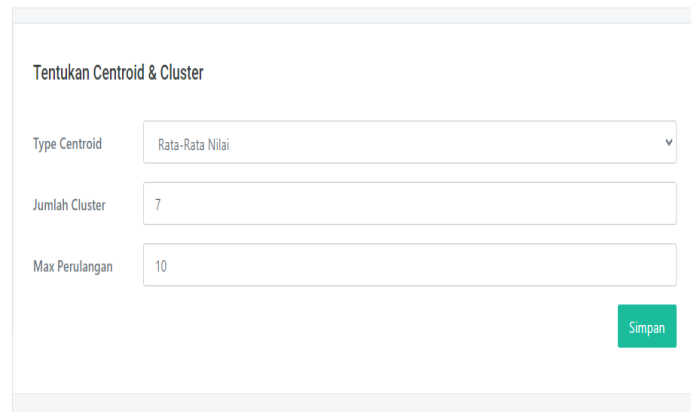 Tentukan Centroid & Cluster
Type Centroid Rata-Rata Nilai
Jumlah Cluster 7
Max Perulangan 10
Simpan